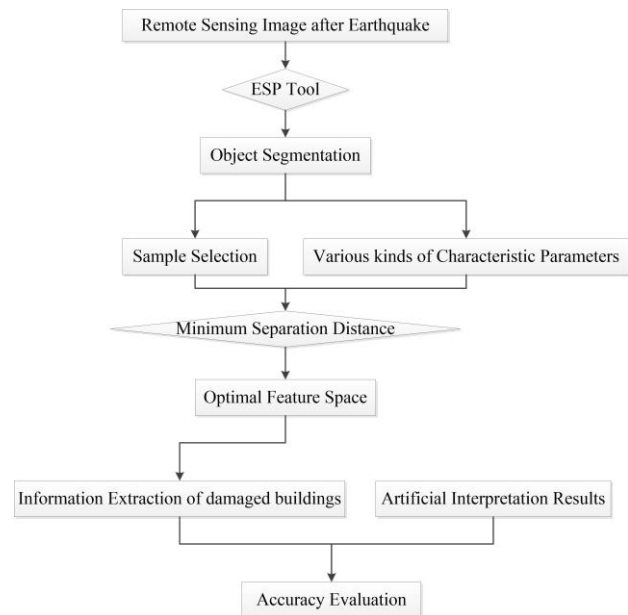 Remote Sensing Image after Earthquake
ESP Tool
Object Segmentation
Sample Selection
Various kinds of Characteristic Parameters
Minimum Separation Distance
Optimal Feature Space
Information Extraction of damaged buildings
Artificial Interpretation Results
Accuracy Evaluation